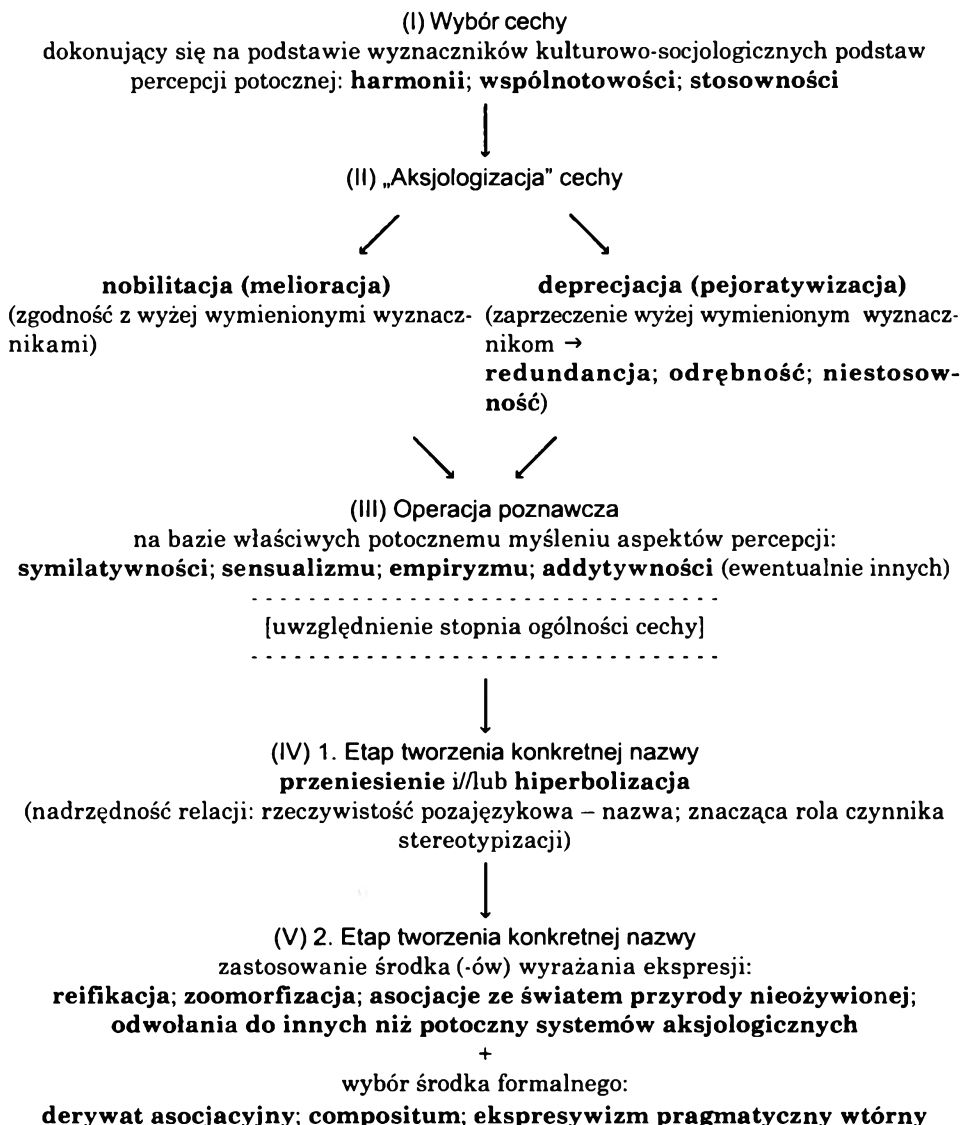 (I) Wybór cechy
dokonujący się na podstawie wyznaczników kulturowo-socjologicznych podstaw
percepcji potocznej: harmonii; wspólnotowości; stosowności
(II) „Aksjologizacja” cechy
nobilitacja (melioracja)
(zgodność z wyżej wymienionymi wyznacz-
nikami)
deprecjacja (pejoratywizacja)
(zaprzeczenie wyżej wymienionym wyznacz-
nikom →
redundancja; odrębność; niestosow-
ność)
(III) Operacja poznawcza
na bazie właściwych potocznemu myśleniu aspektów percepcji:
symilatywności; sensualizmu; empiryzmu; addytywności (ewentualnie innych)
[uwzględnienie stopnia ogólności cechy]
(IV) 1. Etap tworzenia konkretnej nazwy
przeniesienie i//lub hiperbolizacja
(nadrzędność relacji: rzeczywistość pozajęzykowa – nazwa; znacząca rola czynnika
stereotypizacji)
(V) 2. Etap tworzenia konkretnej nazwy
zastosowanie środka (-ów) wyrażania ekspresji:
reifikacja; zoomorfizacja; asocjacje ze światem przyrody nieożywionej;
odwołania do innych niż potoczny systemów aksjologicznych
+
wybór środka formalnego:
derywat asocjacyjny; compositum; ekspresywizm pragmatyczny wtórny